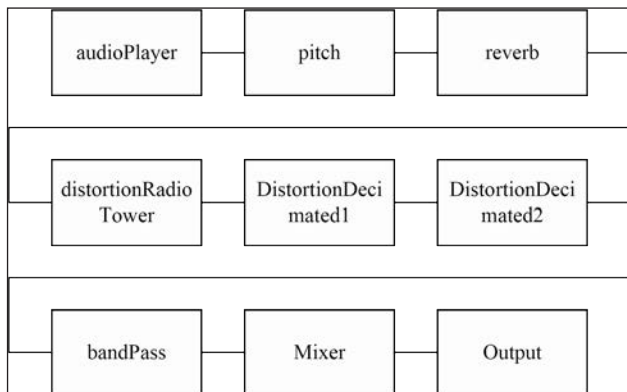 audioPlayer
pitch
reverb
distortionRadio
Tower
DistortionDeci
mated1
DistortionDeci
mated2
bandPass
Mixer
Output